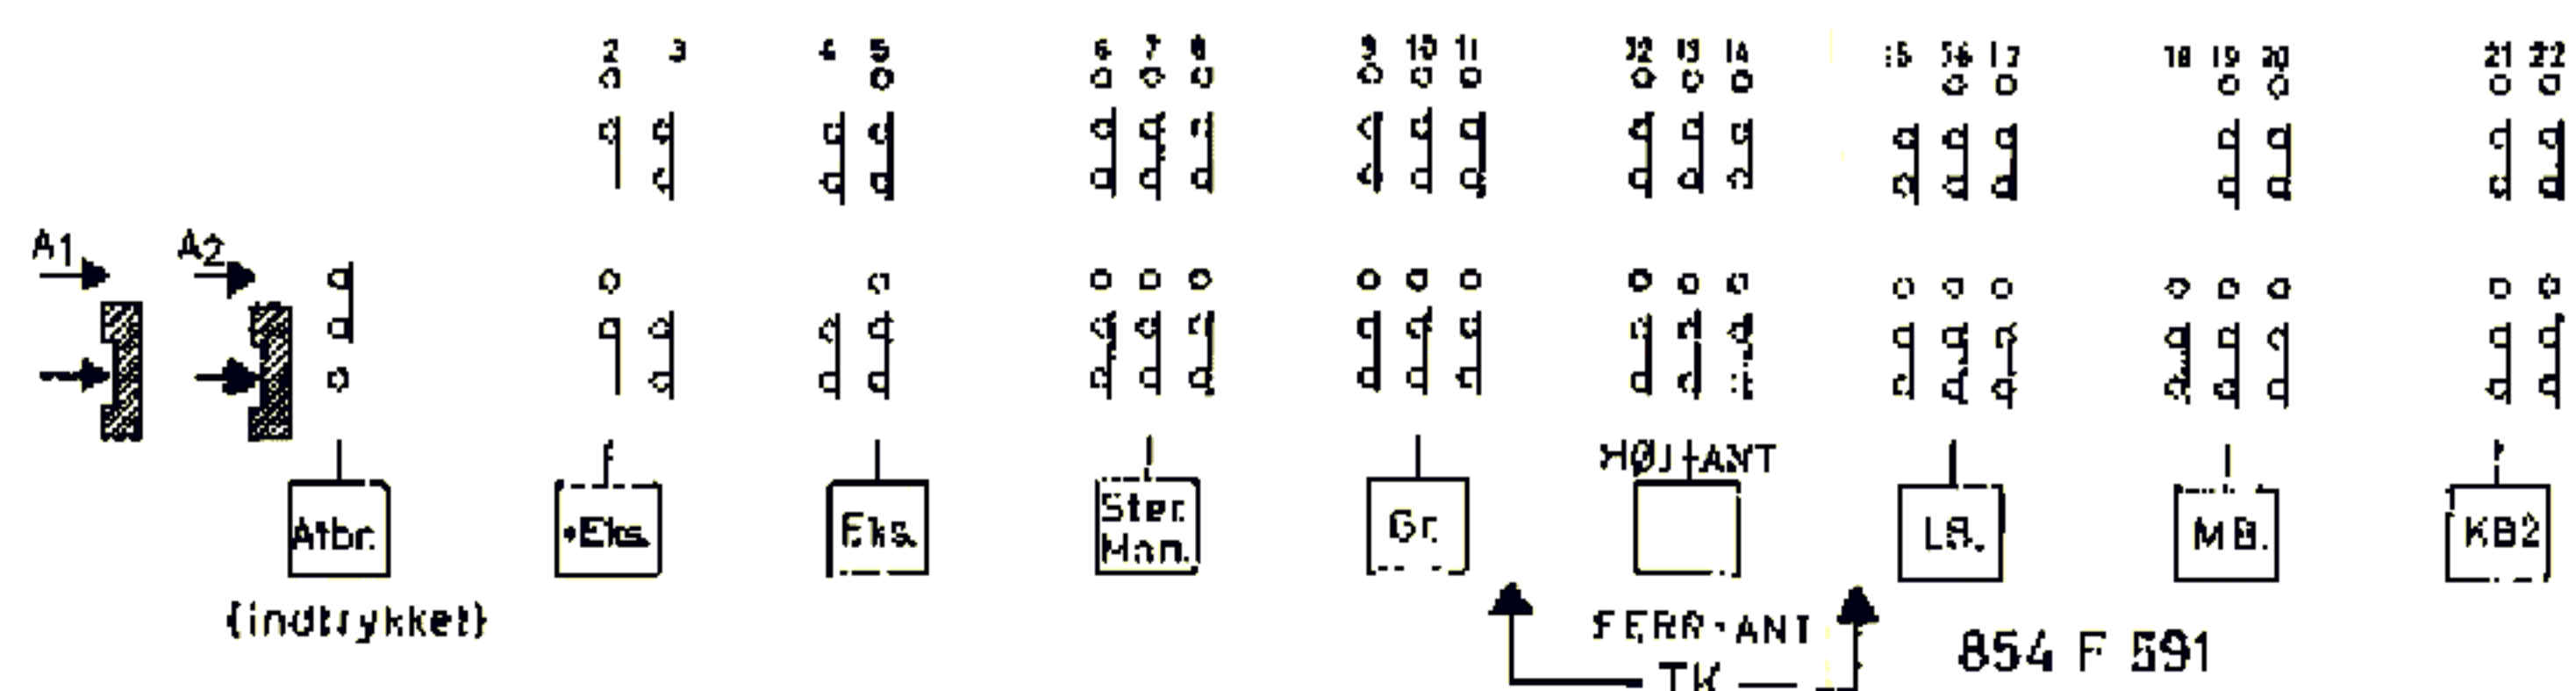 2 3 4 5 6 7 8 9 10 11 12 13 14 15 16 17 18 19 20 21 22
A1 A2
HØJ-ANT
Afbr. •Eks. Eks. Ster. Man. Gr. LB. MB. KB2
(indtrykket)
FERR-ANT
TK
854 F 591